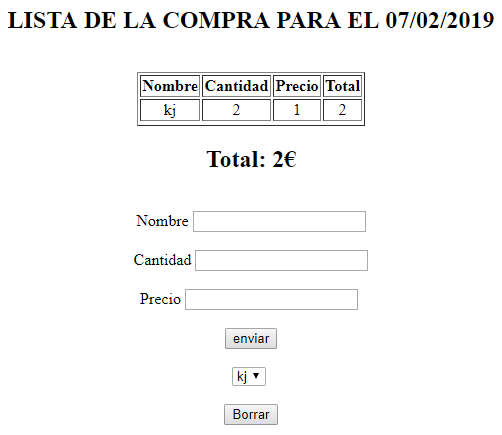 LISTA DE LA COMPRA PARA EL 07/02/2019
Nombre Cantidad Precio Total
kj 2 1 2
Total: 2€
Nombre
Cantidad
Precio
enviar
kj
Borrar